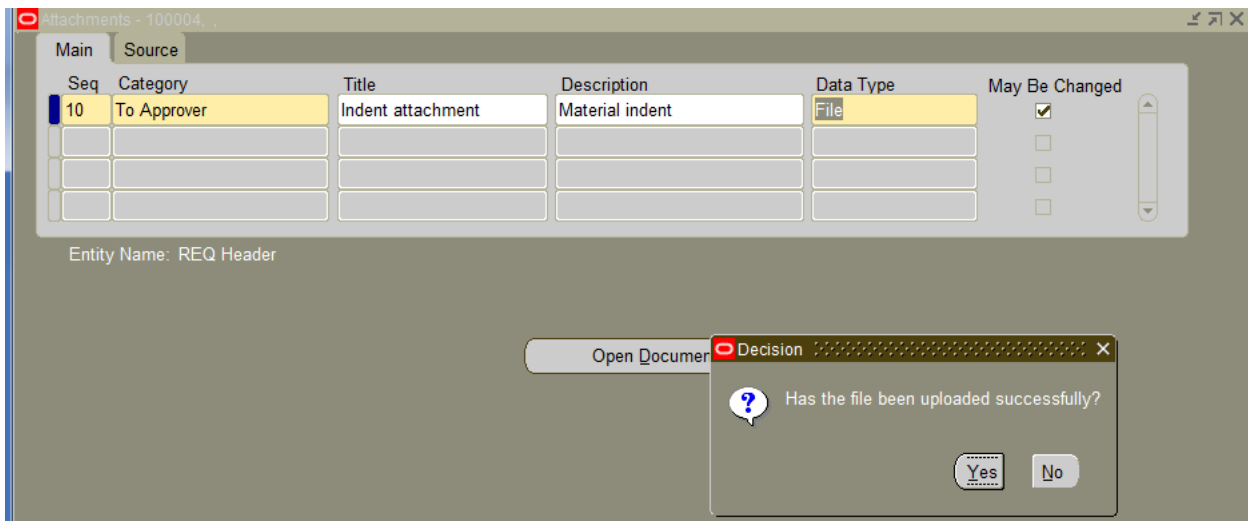 Attachments - 100004, .
Main Source
Seq Category Title Description Data Type May Be Changed
10 To Approver Indent attachment Material indent File
Entity Name: REQ Header
Open Documen
Decision
Has the file been uploaded successfully?
Yes No